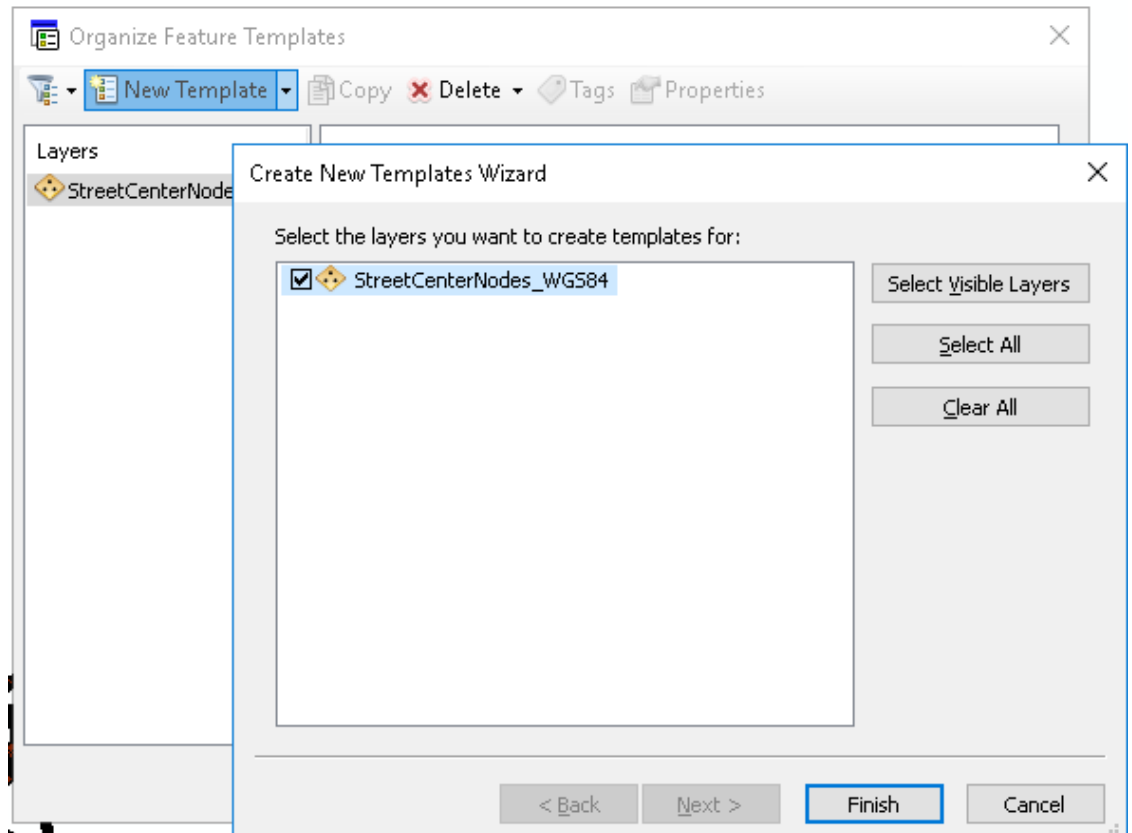 Organize Feature Templates
New Template Copy Delete Tags Properties
Layers
StreetCenterNode
Create New Templates Wizard
Select the layers you want to create templates for:
StreetCenterNodes_WGS84
Select Visible Layers
Select All
Clear All
< Back Next > Finish Cancel